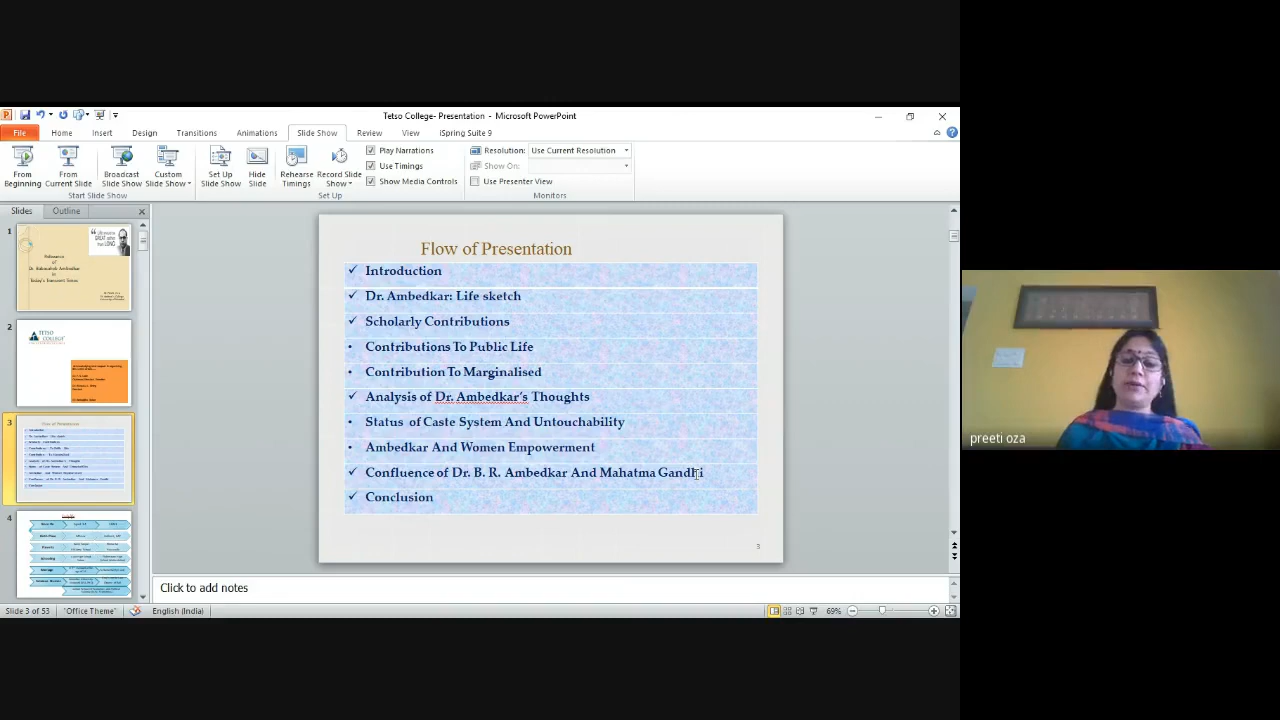 Tetso College- Presentation - Microsoft PowerPoint
File Home Insert Design Transitions Animations Slide Show Review View iSpring Suite 9
From Beginning
From Current Slide
Broadcast Slide Show
Custom Slide Show
Set Up Slide Show
Hide Slide
Rehearse Timings
Record Slide Show
Play Narrations
Use Timings
Show Media Controls
Resolution: Use Current Resolution
Show On:
Use Presenter View
Start Slide Show Set Up Monitors
Slides Outline
1
2
TETSO
COLLEGE
3
4
Flow of Presentation
✓ Introduction
✓ Dr. Ambedkar: Life sketch
✓ Scholarly Contributions
• Contributions To Public Life
• Contribution To Marginalised
✓ Analysis of Dr. Ambedkar's Thoughts
• Status of Caste System And Untouchability
• Ambedkar And Women Empowerment
✓ Confluence of Dr. B. R. Ambedkar And Mahatma Gandhi
✓ Conclusion
3
Click to add notes
Slide 3 of 53 "Office Theme" English (India) 69%
preeti oza